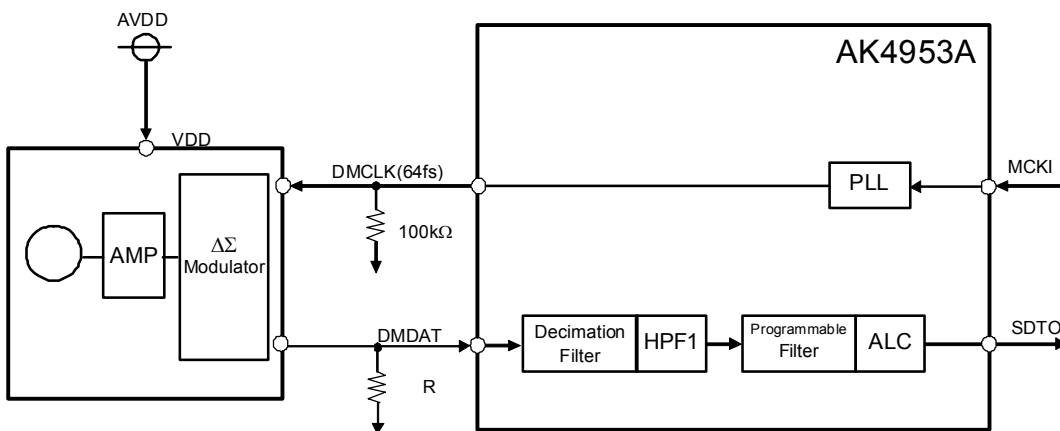 AVDD
AK4953A
VDD
DMCLK(64fs)
PLL
MCKI
100kΩ
AMP
ΔΣ
Modulator
DMDAT
Decimation
Filter
HPF1
Programmable
Filter
ALC
SDTO
R